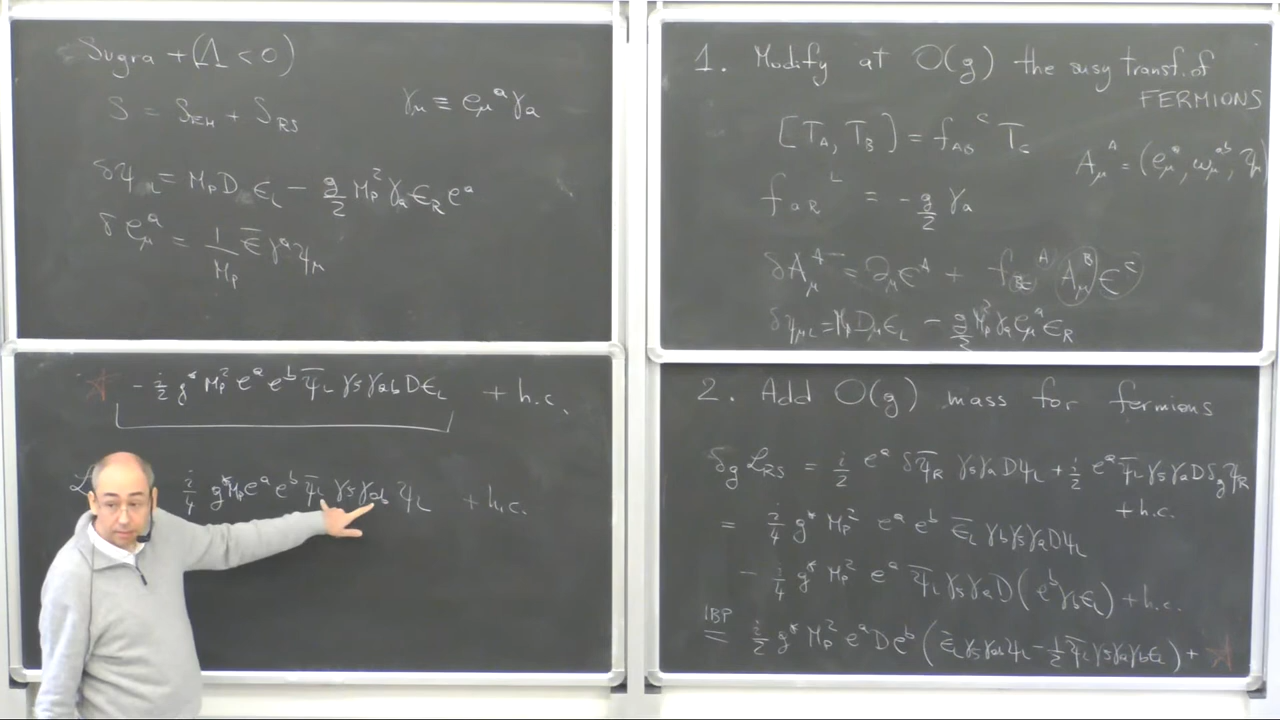 Sugra + (Λ < 0)
S = S_EH + S_RS
γ_μ ≡ e_μ^a γ_a
δψ_L = M_P D ε_L - g/2 M_P^2 γ_a ε_R e^a
δe_μ^a = 1/M_P ε̄ γ^a ψ_μ
- i/2 g* M_P^2 e^a e^b ψ̄_L γ_5 γ_ab D ε_L + h.c.
i/4 g* M_P e^a e^b ψ̄_L γ_5 γ_ab ψ_L + h.c.
1. Modify at O(g) the susy transf. of
FERMIONS
[T_A, T_B} = f_AB^C T_C
A_μ^A = (e_μ^a, ω_μ^ab, ψ_μ
f_aR^L = - g/2 γ_a
δA_μ^A = ∂_μ ε^A + f_BC^A A_μ^B ε^C
δψ_μL = M_P D_μ ε_L - g/2 M_P^2 γ_a e_μ^a ε_R
2. Add O(g) mass for fermions
δ_g ℒ_RS = i/2 e^a δψ̄_R γ_5 γ_a D ψ_L + i/2 e^a ψ̄_L γ_5 γ_a D δ_g ψ_R
+ h.c.
= i/4 g* M_P^2 e^a e^b ε̄_L γ_b γ_5 γ_a D ψ_L
- i/4 g* M_P^2 e^a ψ̄_L γ_5 γ_a D (e^b γ_b ε_L) + h.c.
IBP
= i/2 g* M_P^2 e^a D e^b (ε̄_L γ_5 γ_ab ψ_L - 1/2 ψ̄_L γ_5 γ_a γ_b ε_L) +